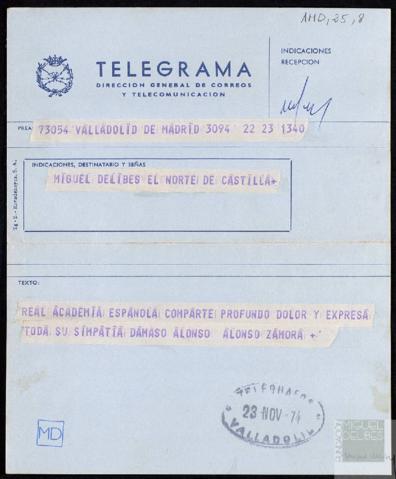 AMD, 25, 8
TELEGRAMA
DIRECCION GENERAL DE CORREOS
Y TELECOMUNICACION
INDICACIONES
RECEPCION
73054 VALLADOLID DE MADRID 3094 22 23 1340
INDICACIONES, DESTINATARIO Y SEÑAS
MIGUEL DELIBES EL NORTE DE CASTILLA+
TEXTO:
REAL ACADEMIA ESPAÑOLA COMPARTE PROFUNDO DOLOR Y EXPRESA
TODA SU SIMPATIA DAMASO ALONSO ALONSO ZAMORA +
TELEGRAFOS
23 NOV 74
VALLADOLID
MD
MIGUEL
DELIBES